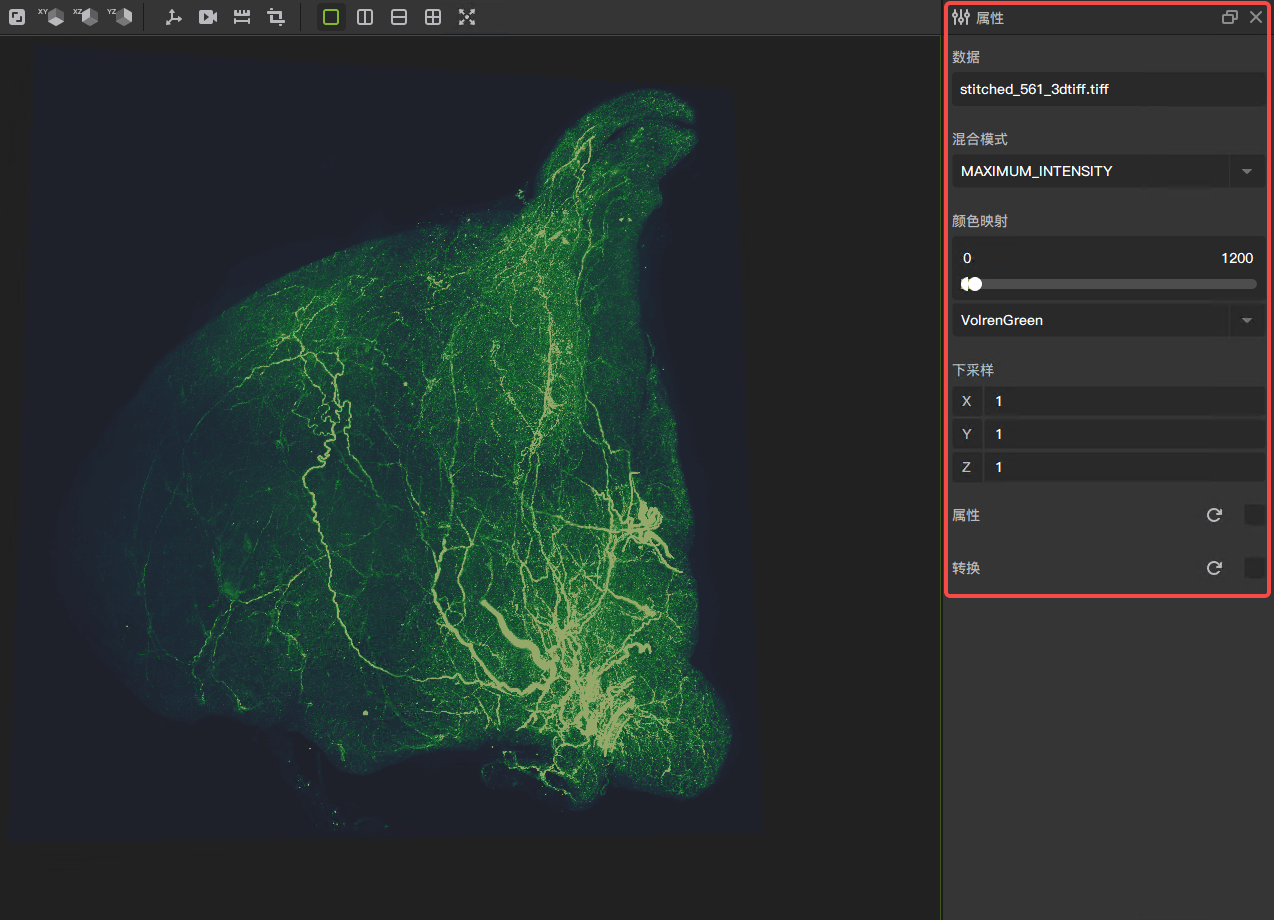 XY
XZ
YZ
属性
数据
stitched_561_3dtiff.tiff
混合模式
MAXIMUM_INTENSITY
颜色映射
0 1200
VolrenGreen
下采样
X 1
Y 1
Z 1
属性
转换